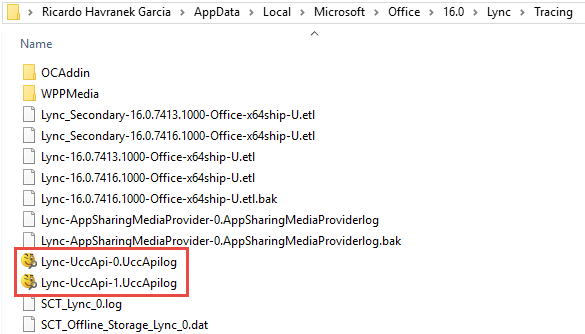 Ricardo Havranek Garcia > AppData > Local > Microsoft > Office > 16.0 > Lync > Tracing
Name
OCAddin
WPPMedia
Lync_Secondary-16.0.7413.1000-Office-x64ship-U.etl
Lync_Secondary-16.0.7416.1000-Office-x64ship-U.etl
Lync-16.0.7413.1000-Office-x64ship-U.etl
Lync-16.0.7416.1000-Office-x64ship-U.etl
Lync-16.0.7416.1000-Office-x64ship-U.etl.bak
Lync-AppSharingMediaProvider-0.AppSharingMediaProviderlog
Lync-AppSharingMediaProvider-0.AppSharingMediaProviderlog.bak
Lync-UccApi-0.UccApilog
Lync-UccApi-1.UccApilog
SCT_Lync_0.log
SCT_Offline_Storage_Lync_0.dat